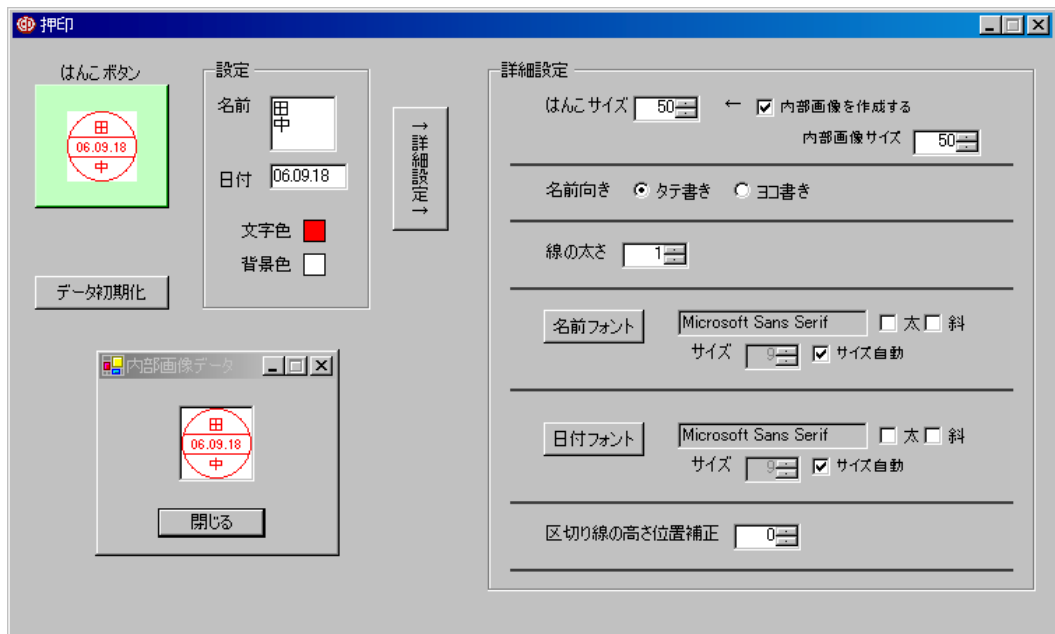 押印
はんこボタン
田
06.09.18
中
データ初期化
設定
名前
田
中
日付 06.09.18
文字色
背景色
→詳細設定→
内部画像データ
田
06.09.18
中
閉じる
詳細設定
はんこサイズ 50 ← 内部画像を作成する
内部画像サイズ 50
名前向き タテ書き ヨコ書き
線の太さ 1
名前フォント Microsoft Sans Serif 太 斜
サイズ 9 サイズ自動
日付フォント Microsoft Sans Serif 太 斜
サイズ 9 サイズ自動
区切り線の高さ位置補正 0